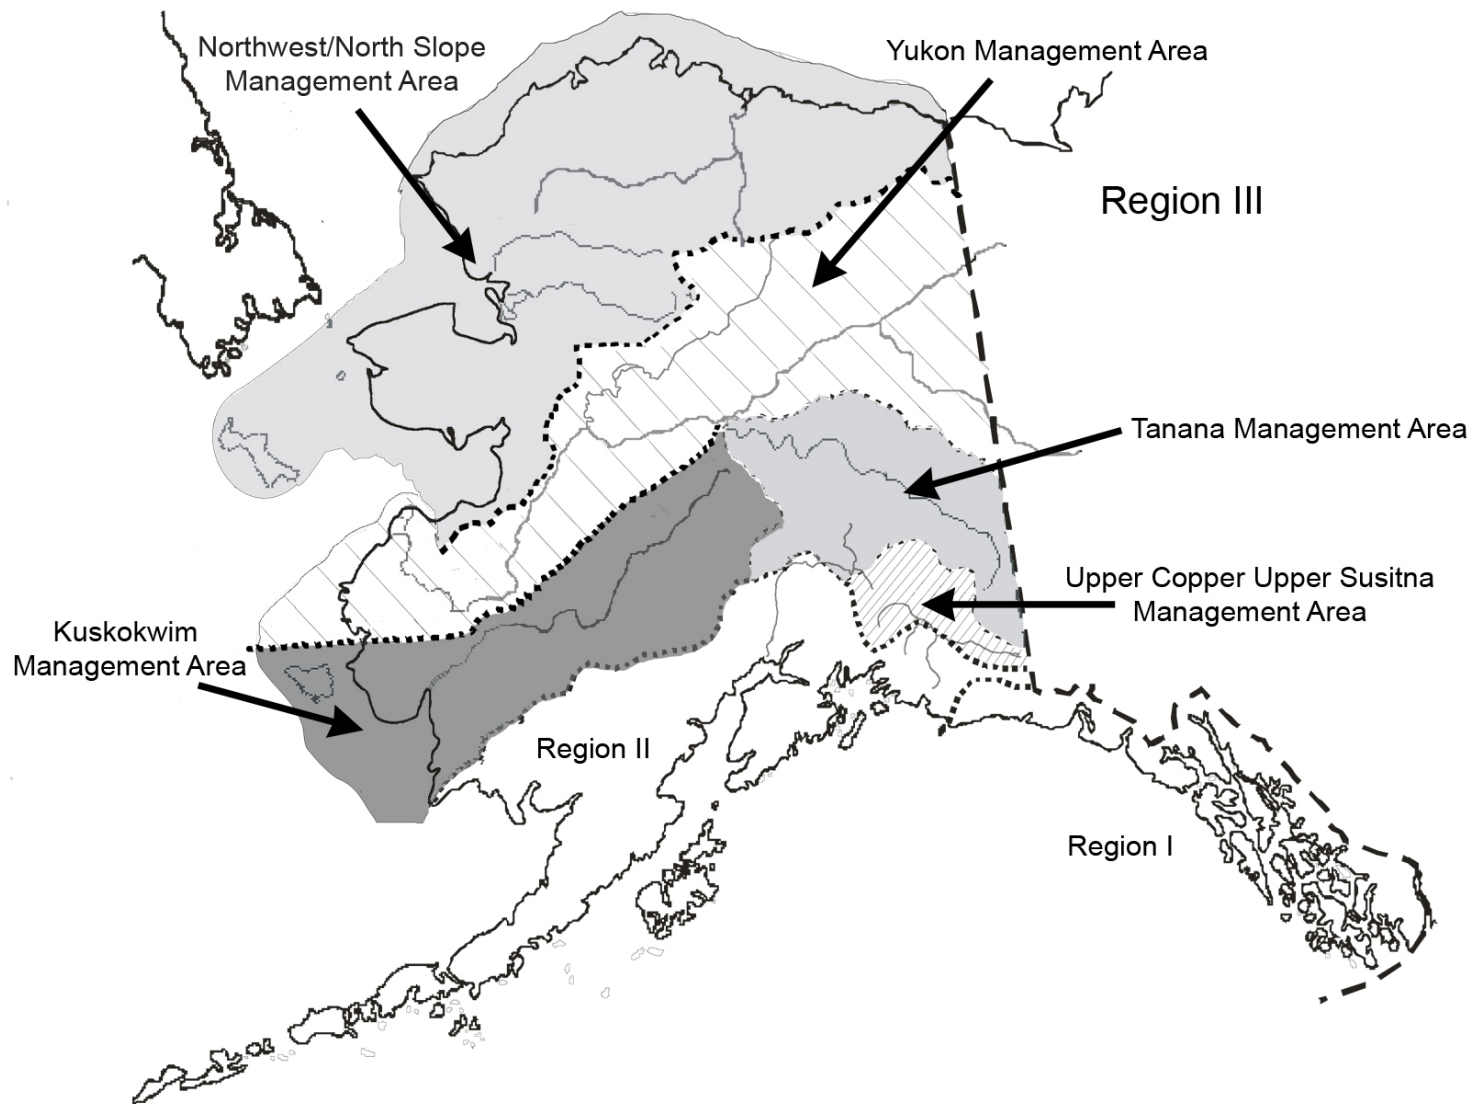 Northwest/North Slope
Management Area
Yukon Management Area
Region III
Tanana Management Area
Upper Copper Upper Susitna
Management Area
Kuskokwim
Management Area
Region II
Region I